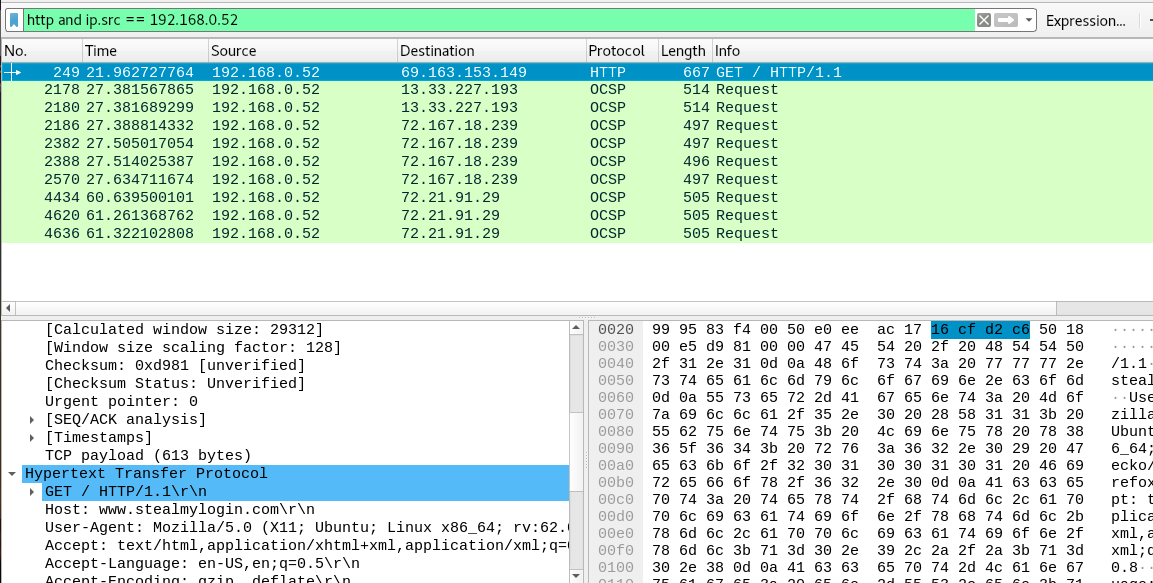 http and ip.src == 192.168.0.52 Expression...
No. Time Source Destination Protocol Length Info
249 21.962727764 192.168.0.52 69.163.153.149 HTTP 667 GET / HTTP/1.1
2178 27.381567865 192.168.0.52 13.33.227.193 OCSP 514 Request
2180 27.381689299 192.168.0.52 13.33.227.193 OCSP 514 Request
2186 27.388814332 192.168.0.52 72.167.18.239 OCSP 497 Request
2382 27.505017054 192.168.0.52 72.167.18.239 OCSP 497 Request
2388 27.514025387 192.168.0.52 72.167.18.239 OCSP 496 Request
2570 27.634711674 192.168.0.52 72.167.18.239 OCSP 497 Request
4434 60.639500101 192.168.0.52 72.21.91.29 OCSP 505 Request
4620 61.261368762 192.168.0.52 72.21.91.29 OCSP 505 Request
4636 61.322102808 192.168.0.52 72.21.91.29 OCSP 505 Request
[Calculated window size: 29312]
[Window size scaling factor: 128]
Checksum: 0xd981 [unverified]
[Checksum Status: Unverified]
Urgent pointer: 0
[SEQ/ACK analysis]
[Timestamps]
TCP payload (613 bytes)
Hypertext Transfer Protocol
GET / HTTP/1.1\r\n
Host: www.stealmylogin.com\r\n
User-Agent: Mozilla/5.0 (X11; Ubuntu; Linux x86_64; rv:62.
Accept: text/html,application/xhtml+xml,application/xml;q=
Accept-Language: en-US,en;q=0.5\r\n
Accept-Encoding: gzip, deflate\r\n
0020 99 95 83 f4 00 50 e0 ee ac 17 16 cf d2 c6 50 18 ·····
0030 00 e5 d9 81 00 00 47 45 54 20 2f 20 48 54 54 50 ·····
0040 2f 31 2e 31 0d 0a 48 6f 73 74 3a 20 77 77 77 2e /1.1
0050 73 74 65 61 6c 6d 79 6c 6f 67 69 6e 2e 63 6f 6d steal
0060 0d 0a 55 73 65 72 2d 41 67 65 6e 74 3a 20 4d 6f ··Use
0070 7a 69 6c 6c 61 2f 35 2e 30 20 28 58 31 31 3b 20 zilla
0080 55 62 75 6e 74 75 3b 20 4c 69 6e 75 78 20 78 38 Ubunt
0090 36 5f 36 34 3b 20 72 76 3a 36 32 2e 30 29 20 47 6_64;
00a0 65 63 6b 6f 2f 32 30 31 30 30 31 30 31 20 46 69 ecko/
00b0 72 65 66 6f 78 2f 36 32 2e 30 0d 0a 41 63 63 65 refox
00c0 70 74 3a 20 74 65 78 74 2f 68 74 6d 6c 2c 61 70 pt: t
00d0 70 6c 69 63 61 74 69 6f 6e 2f 78 68 74 6d 6c 2b plica
00e0 78 6d 6c 2c 61 70 70 6c 69 63 61 74 69 6f 6e 2f xml,a
00f0 78 6d 6c 3b 71 3d 30 2e 39 2c 2a 2f 2a 3b 71 3d xml;q
0100 30 2e 38 0d 0a 41 63 63 65 70 74 2d 4c 61 6e 67 0.8··
0110 75 61 67 65 3a 20 65 6e 2d 55 53 2c 65 6e 3b 71 uage: